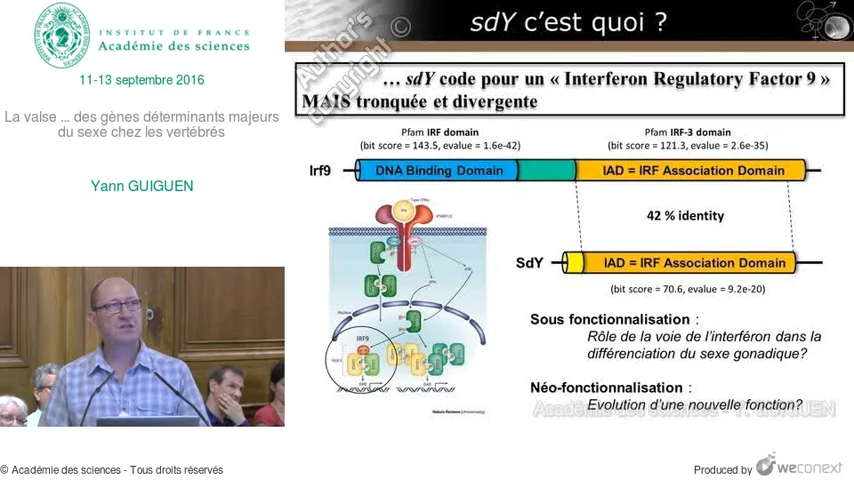 INSTITUT DE FRANCE
Académie des sciences
11-13 septembre 2016
La valse ... des gènes déterminants majeurs
du sexe chez les vertébrés
Yann GUIGUEN
sdY c'est quoi ?
Author's
copyright ©
... sdY code pour un « Interferon Regulatory Factor 9 »
MAIS tronquée et divergente
Pfam IRF domain
(bit score = 143.5, evalue = 1.6e-42)
Pfam IRF-3 domain
(bit score = 121.3, evalue = 2.6e-35)
Irf9
DNA Binding Domain
IAD = IRF Association Domain
42 % identity
SdY
IAD = IRF Association Domain
(bit score = 70.6, evalue = 9.2e-20)
IRF9
Sous fonctionnalisation :
Rôle de la voie de l'interféron dans la
différenciation du sexe gonadique?
Néo-fonctionnalisation :
Evolution d'une nouvelle fonction?
Académie des sciences - Y. GUIGUEN
© Académie des sciences - Tous droits réservés
Produced by weconext